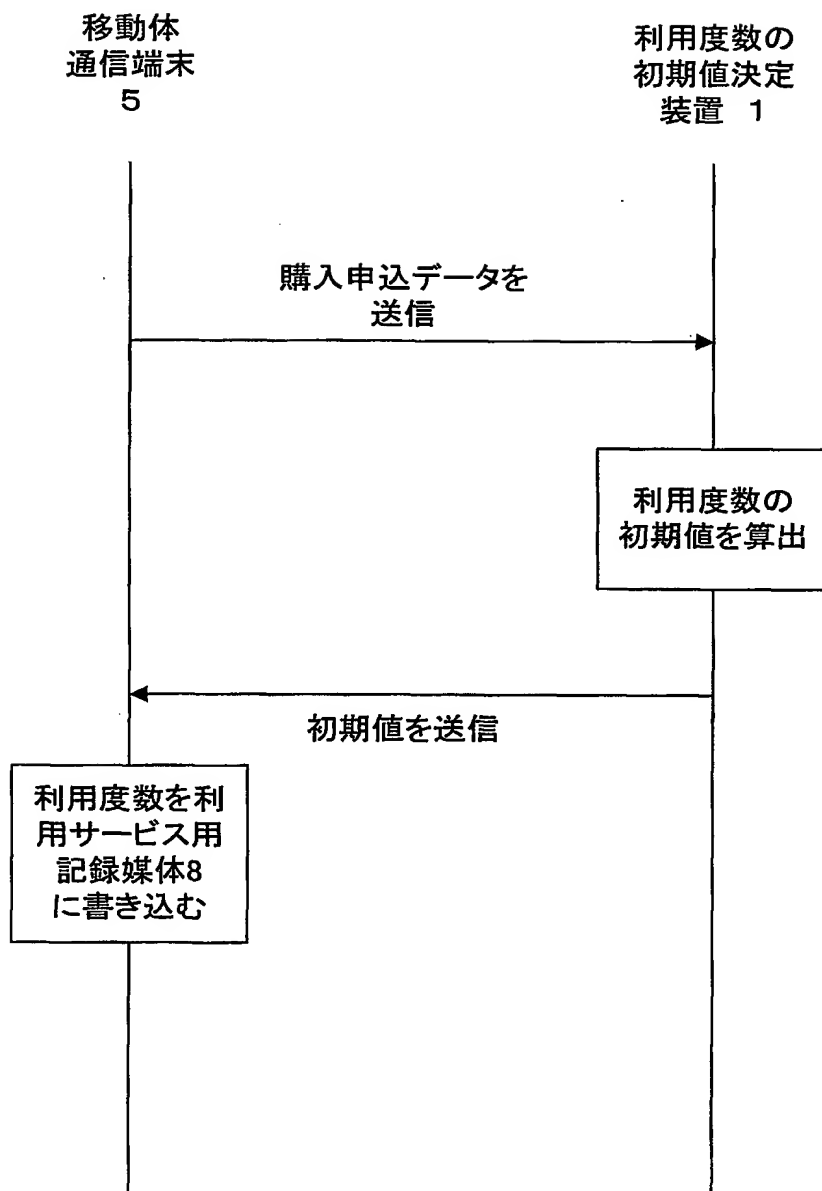 移動体
通信端末
5
利用度数の
初期値決定
装置 1
購入申込データを
送信
利用度数の
初期値を算出
初期値を送信
利用度数を利
用サービス用
記録媒体8
に書き込む